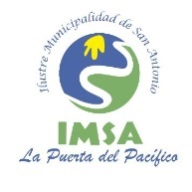 Ilustre Municipalidad de San Antonio
IMSA
La Puerta del Pacífico